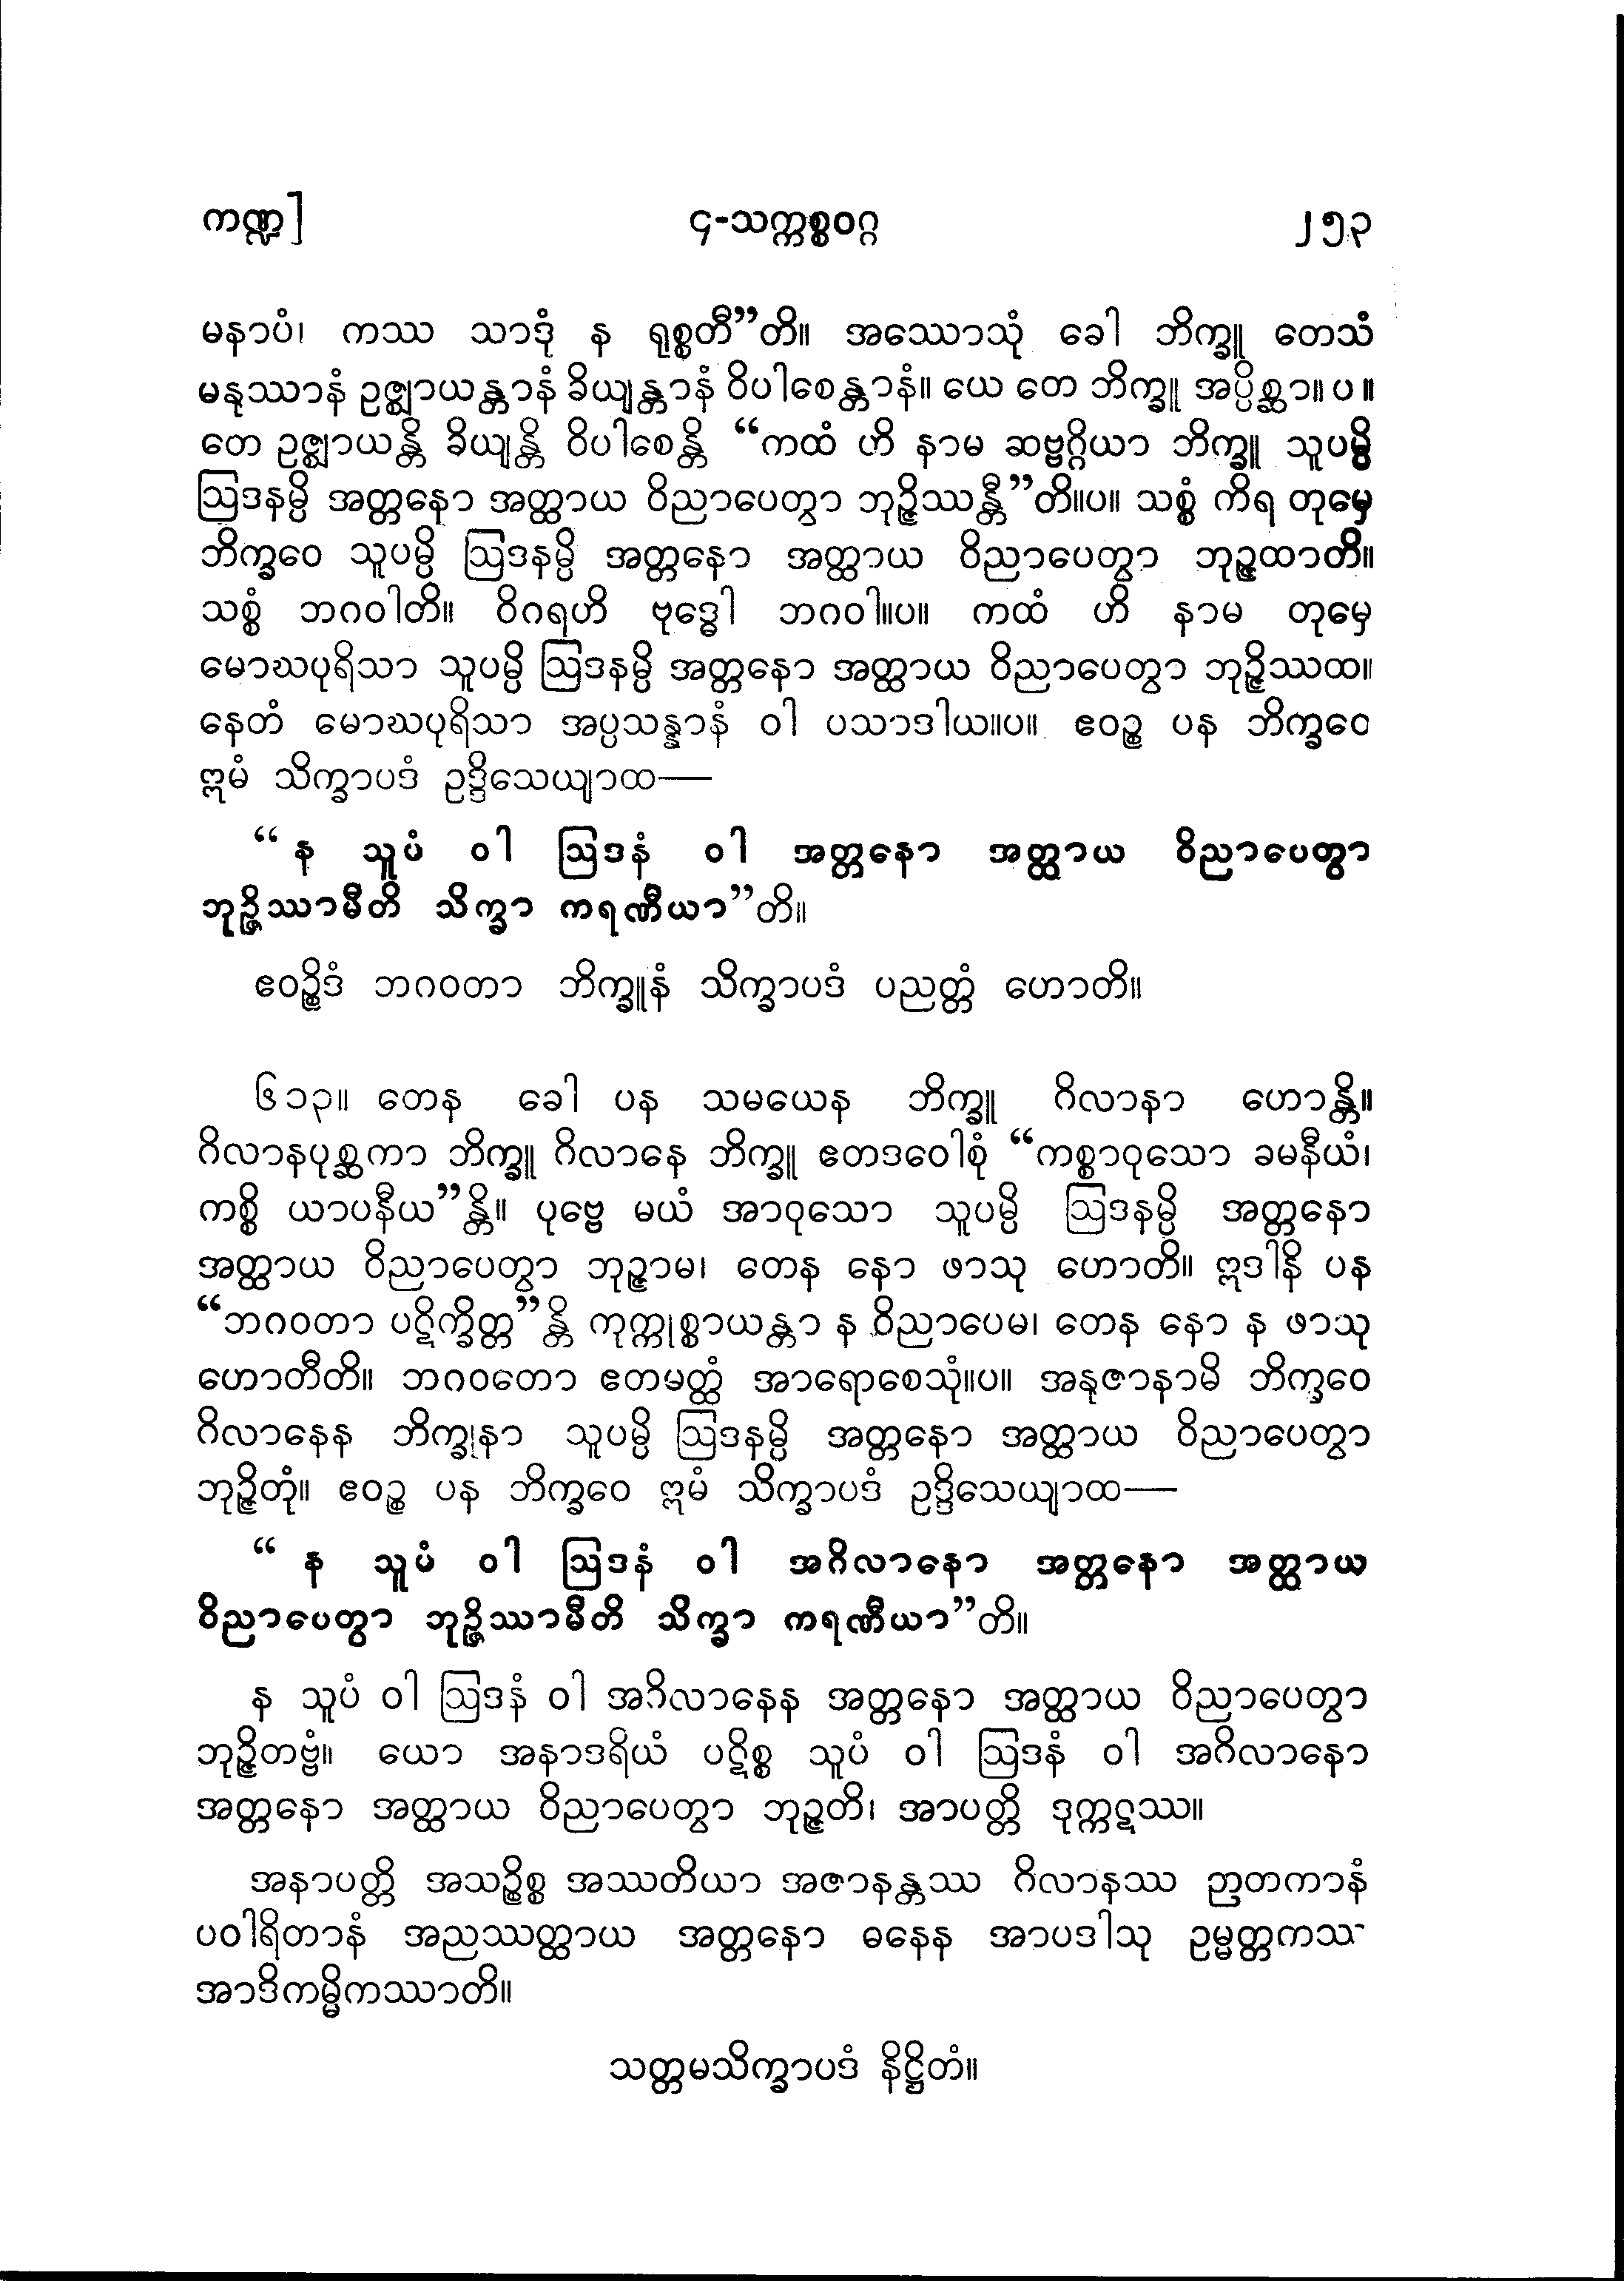 ကဏ္ဍ] ၄-သက္ကစ္စဝဂ္ဂ ၂၅၃
မနာပံ၊ ကဿ သာဒုံ န ရုစ္စတီ”တိ။ အဿောသုံ ခေါ ဘိက္ခူ တေသံ
မနုဿာနံ ဥဇ္ဈာယန္တာနံ ခိယျန္တာနံ ဝိပါစေန္တာနံ။ ယေ တေ ဘိက္ခူ အပ္ပိစ္ဆာ။ပ။
တေ ဥဇ္ဈာယန္တိ ခိယျန္တိ ဝိပါစေန္တိ “ကထံ ဟိ နာမ ဆဗ္ဗဂ္ဂိယာ ဘိက္ခူ သူပမ္ပိ
ဩဒနမ္ပိ အတ္တနော အတ္ထာယ ဝိညာပေတွာ ဘုဉ္ဇိဿန္တီ”တိ။ပ။ သစ္စံ ကိရ တုမှေ
ဘိက္ခဝေ သူပမ္ပိ ဩဒနမ္ပိ အတ္တနော အတ္ထာယ ဝိညာပေတွာ ဘုဉ္ဇထာတိ။
သစ္စံ ဘဂဝါတိ။ ဝိဂရဟိ ဗုဒ္ဓေါ ဘဂဝါ။ပ။ ကထံ ဟိ နာမ တုမှေ
မောဃပုရိသာ သူပမ္ပိ ဩဒနမ္ပိ အတ္တနော အတ္ထာယ ဝိညာပေတွာ ဘုဉ္ဇိဿထ။
နေတံ မောဃပုရိသာ အပ္ပသန္နာနံ ဝါ ပသာဒါယ။ပ။ ဧဝဉ္စ ပန ဘိက္ခဝေ
ဣမံ သိက္ခာပဒံ ဥဒ္ဒိသေယျာထ—
“န သူပံ ဝါ ဩဒနံ ဝါ အတ္တနော အတ္ထာယ ဝိညာပေတွာ
ဘုဉ္ဇိဿာမီတိ သိက္ခာ ကရဏီယာ”တိ။
ဧဝဉ္စိဒံ ဘဂဝတာ ဘိက္ခူနံ သိက္ခာပဒံ ပညတ္တံ ဟောတိ။
၆၁၃။ တေန ခေါ ပန သမယေန ဘိက္ခူ ဂိလာနာ ဟောန္တိ။
ဂိလာနပုစ္ဆကာ ဘိက္ခူ ဂိလာနေ ဘိက္ခူ ဧတဒဝေါစုံ “ကစ္စာဝုသော ခမနီယံ၊
ကစ္စိ ယာပနီယ”န္တိ။ ပုဗ္ဗေ မယံ အာဝုသော သူပမ္ပိ ဩဒနမ္ပိ အတ္တနော
အတ္ထာယ ဝိညာပေတွာ ဘုဉ္ဇာမ၊ တေန နော ဖာသု ဟောတိ။ ဣဒါနိ ပန
“ဘဂဝတာ ပဋိက္ခိတ္တ”န္တိ ကုက္ကုစ္စာယန္တာ န ဝိညာပေမ၊ တေန နော န ဖာသု
ဟောတီတိ။ ဘဂဝတော ဧတမတ္ထံ အာရောစေသုံ။ပ။ အနုဇာနာမိ ဘိက္ခဝေ
ဂိလာနေန ဘိက္ခုနာ သူပမ္ပိ ဩဒနမ္ပိ အတ္တနော အတ္ထာယ ဝိညာပေတွာ
ဘုဉ္ဇိတုံ။ ဧဝဉ္စ ပန ဘိက္ခဝေ ဣမံ သိက္ခာပဒံ ဥဒ္ဒိသေယျာထ—
“န သူပံ ဝါ ဩဒနံ ဝါ အဂိလာနော အတ္တနော အတ္ထာယ
ဝိညာပေတွာ ဘုဉ္ဇိဿာမီတိ သိက္ခာ ကရဏီယာ”တိ။
န သူပံ ဝါ ဩဒနံ ဝါ အဂိလာနေန အတ္တနော အတ္ထာယ ဝိညာပေတွာ
ဘုဉ္ဇိတဗ္ဗံ။ ယော အနာဒရိယံ ပဋိစ္စ သူပံ ဝါ ဩဒနံ ဝါ အဂိလာနော
အတ္တနော အတ္ထာယ ဝိညာပေတွာ ဘုဉ္ဇတိ၊ အာပတ္တိ ဒုက္ကဋဿ။
အနာပတ္တိ အသဉ္စိစ္စ အဿတိယာ အဇာနန္တဿ ဂိလာနဿ ဉာတကာနံ
ပဝါရိတာနံ အညဿတ္ထာယ အတ္တနော ဓနေန အာပဒါသု ဥမ္မတ္တကဿ
အာဒိကမ္မိကဿာတိ။
သတ္တမသိက္ခာပဒံ နိဋ္ဌိတံ။